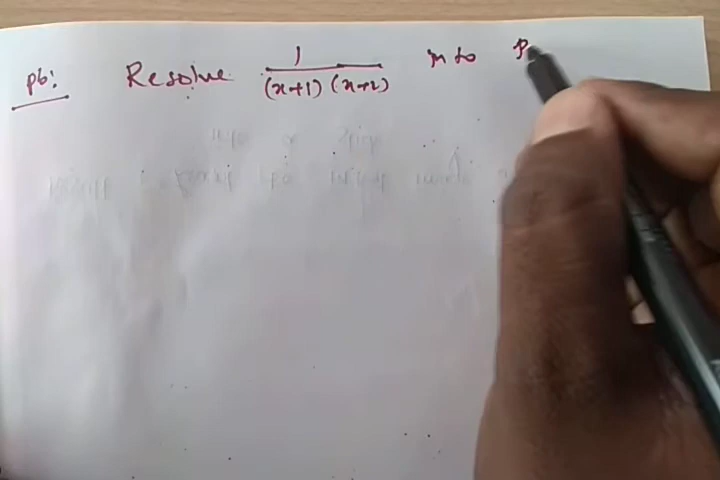 pb: Resolve 1/((x+1)(x+2)) into P